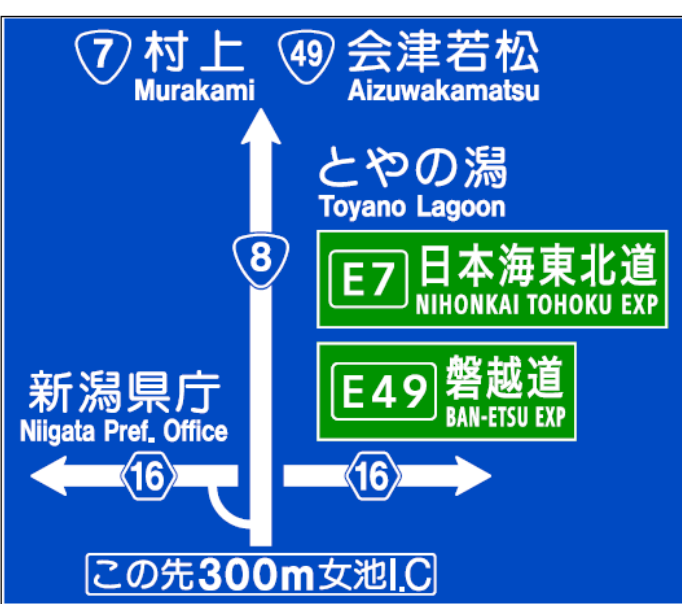 7 村上 49 会津若松
Murakami Aizuwakamatsu
とやの潟
Toyano Lagoon
8
E7 日本海東北道
NIHONKAI TOHOKU EXP
新潟県庁
Niigata Pref. Office
E49 磐越道
BAN-ETSU EXP
16 16
この先300m女池I.C